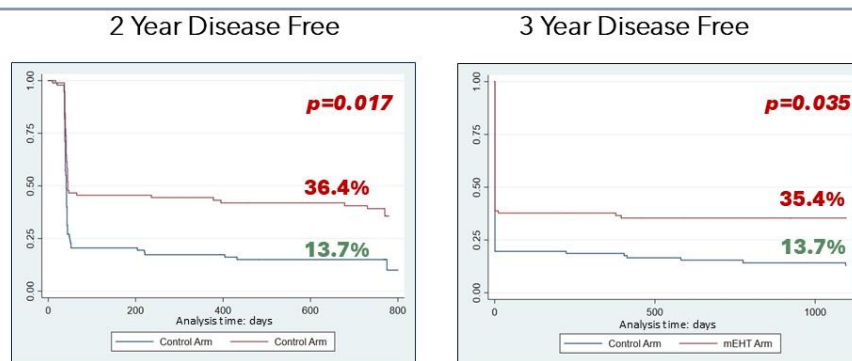 2 Year Disease Free
3 Year Disease Free
p=0.017
36.4%
13.7%
1.00
0.75
0.50
0.25
0.00
0
200
400
600
800
Analysis time: days
Control Arm
Control Arm
p=0.035
35.4%
13.7%
1.00
0.75
0.50
0.25
0.00
0
500
1000
Analysis time: days
Control Arm
mEHT Arm